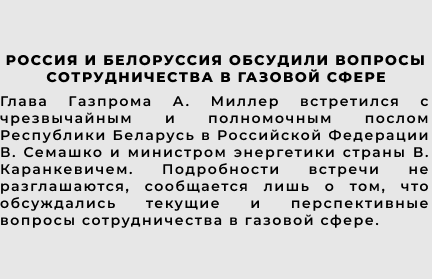 РОССИЯ И БЕЛОРУССИЯ ОБСУДИЛИ ВОПРОСЫ
СОТРУДНИЧЕСТВА В ГАЗОВОЙ СФЕРЕ
Глава Газпрома А. Миллер встретился с
чрезвычайным и полномочным послом
Республики Беларусь в Российской Федерации
В. Семашко и министром энергетики страны В.
Каранкевичем. Подробности встречи не
разглашаются, сообщается лишь о том, что
обсуждались текущие и перспективные
вопросы сотрудничества в газовой сфере.